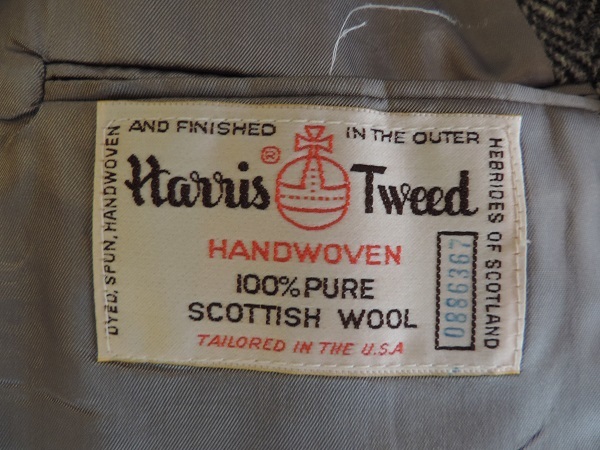 DYED, SPUN, HANDWOVEN
AND FINISHED
IN THE OUTER
HEBRIDES OF SCOTLAND
Harris® Tweed
HANDWOVEN
100% PURE
SCOTTISH WOOL
TAILORED IN THE U.S.A
0886367